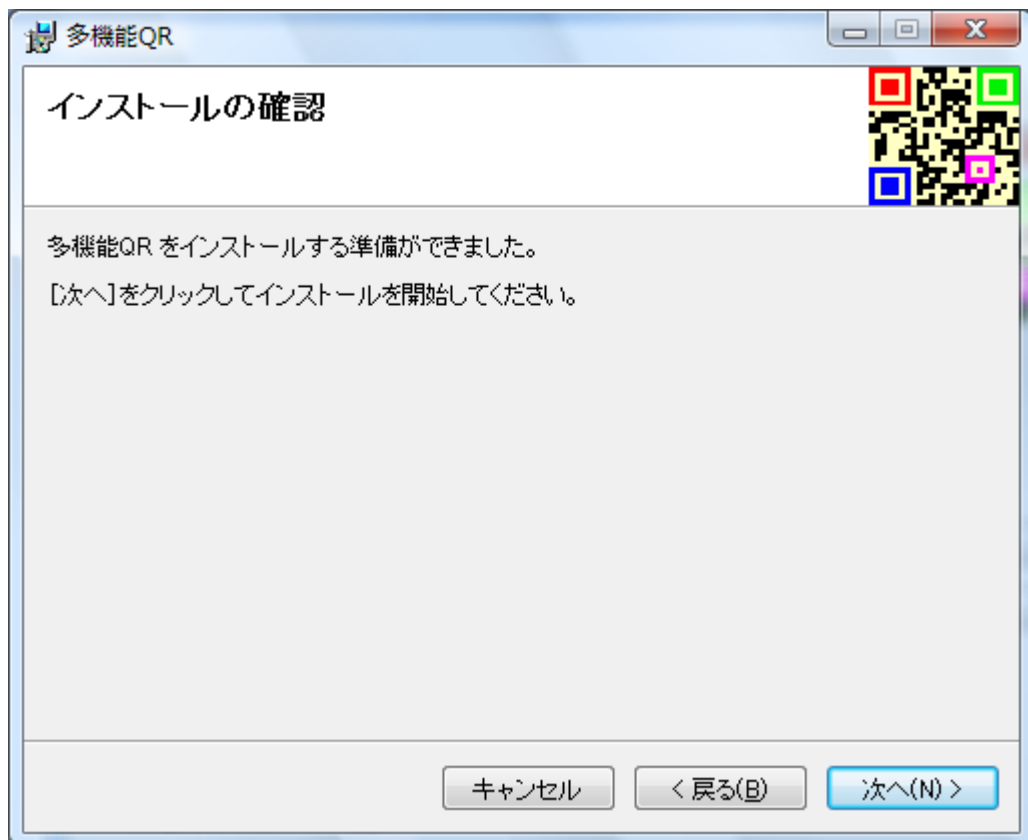 多機能QR
インストールの確認
多機能QR をインストールする準備ができました。
[次へ]をクリックしてインストールを開始してください。
キャンセル
< 戻る(B)
次へ(N) >